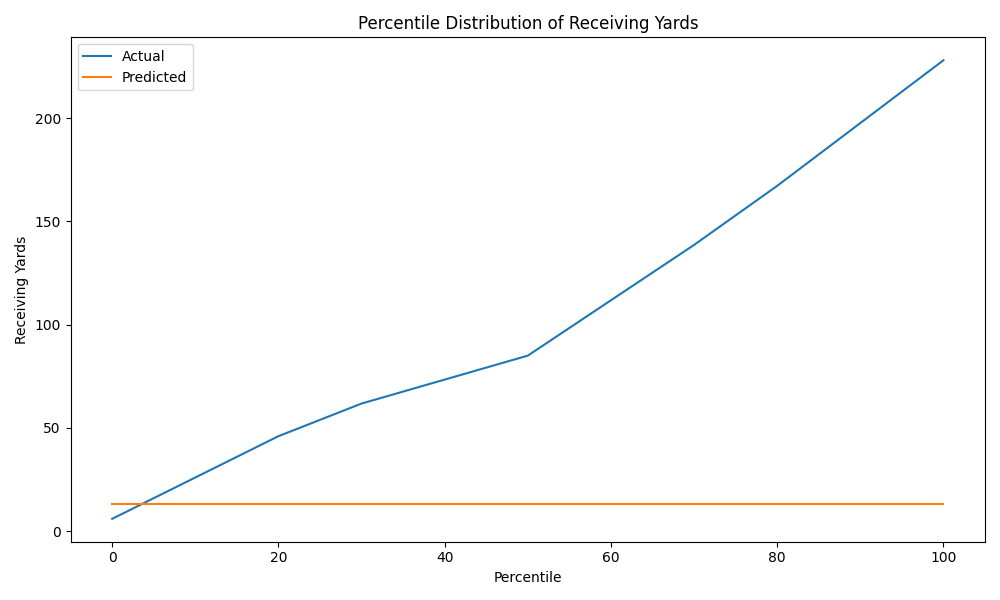 Percentile Distribution of Receiving Yards
Actual
Predicted
Receiving Yards
200
150
100
50
0
0 20 40 60 80 100
Percentile